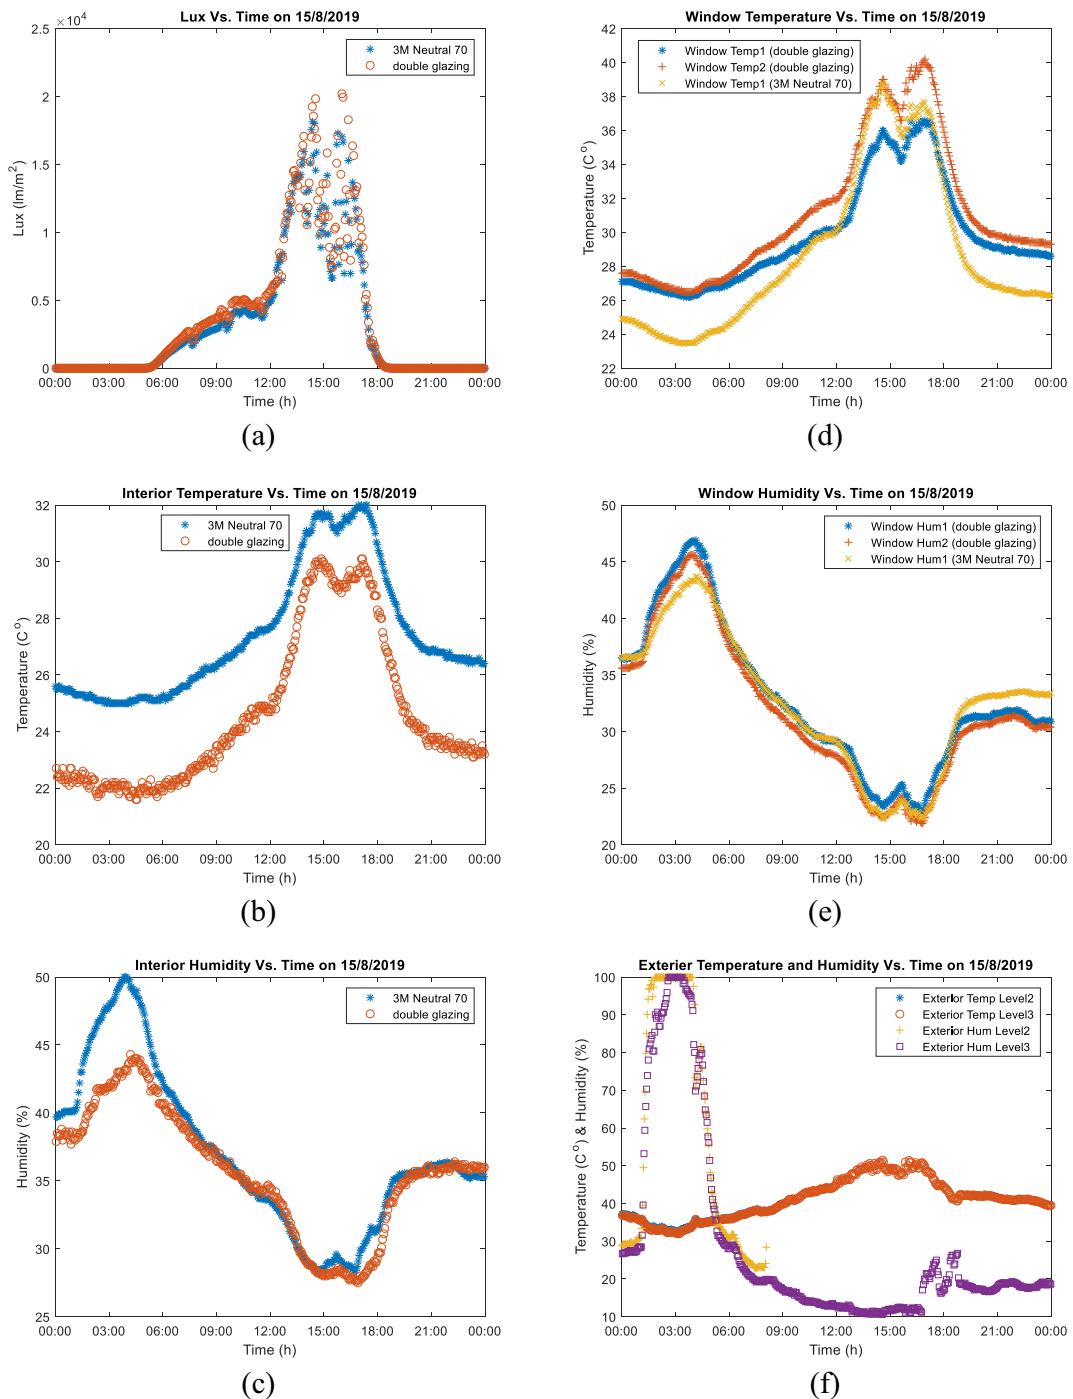 Lux Vs. Time on 15/8/2019
×10⁴
2.5
2
1.5
1
0.5
0
Lux (lm/m²)
3M Neutral 70
double glazing
00:00 03:00 06:00 09:00 12:00 15:00 18:00 21:00 00:00
Time (h)
(a)
Window Temperature Vs. Time on 15/8/2019
42
40
38
36
34
32
30
28
26
24
22
Temperature (C°)
Window Temp1 (double glazing)
Window Temp2 (double glazing)
Window Temp1 (3M Neutral 70)
00:00 03:00 06:00 09:00 12:00 15:00 18:00 21:00 00:00
Time (h)
(d)
Interior Temperature Vs. Time on 15/8/2019
32
30
28
26
24
22
20
Temperature (C°)
3M Neutral 70
double glazing
00:00 03:00 06:00 09:00 12:00 15:00 18:00 21:00 00:00
Time (h)
(b)
Window Humidity Vs. Time on 15/8/2019
50
45
40
35
30
25
20
Humidity (%)
Window Hum1 (double glazing)
Window Hum2 (double glazing)
Window Hum1 (3M Neutral 70)
00:00 03:00 06:00 09:00 12:00 15:00 18:00 21:00 00:00
Time (h)
(e)
Interior Humidity Vs. Time on 15/8/2019
50
45
40
35
30
25
Humidity (%)
3M Neutral 70
double glazing
00:00 03:00 06:00 09:00 12:00 15:00 18:00 21:00 00:00
Time (h)
(c)
Exterier Temperature and Humidity Vs. Time on 15/8/2019
100
90
80
70
60
50
40
30
20
10
Temperature (C°) & Humidity (%)
Exterior Temp Level2
Exterior Temp Level3
Exterior Hum Level2
Exterior Hum Level3
00:00 03:00 06:00 09:00 12:00 15:00 18:00 21:00 00:00
Time (h)
(f)